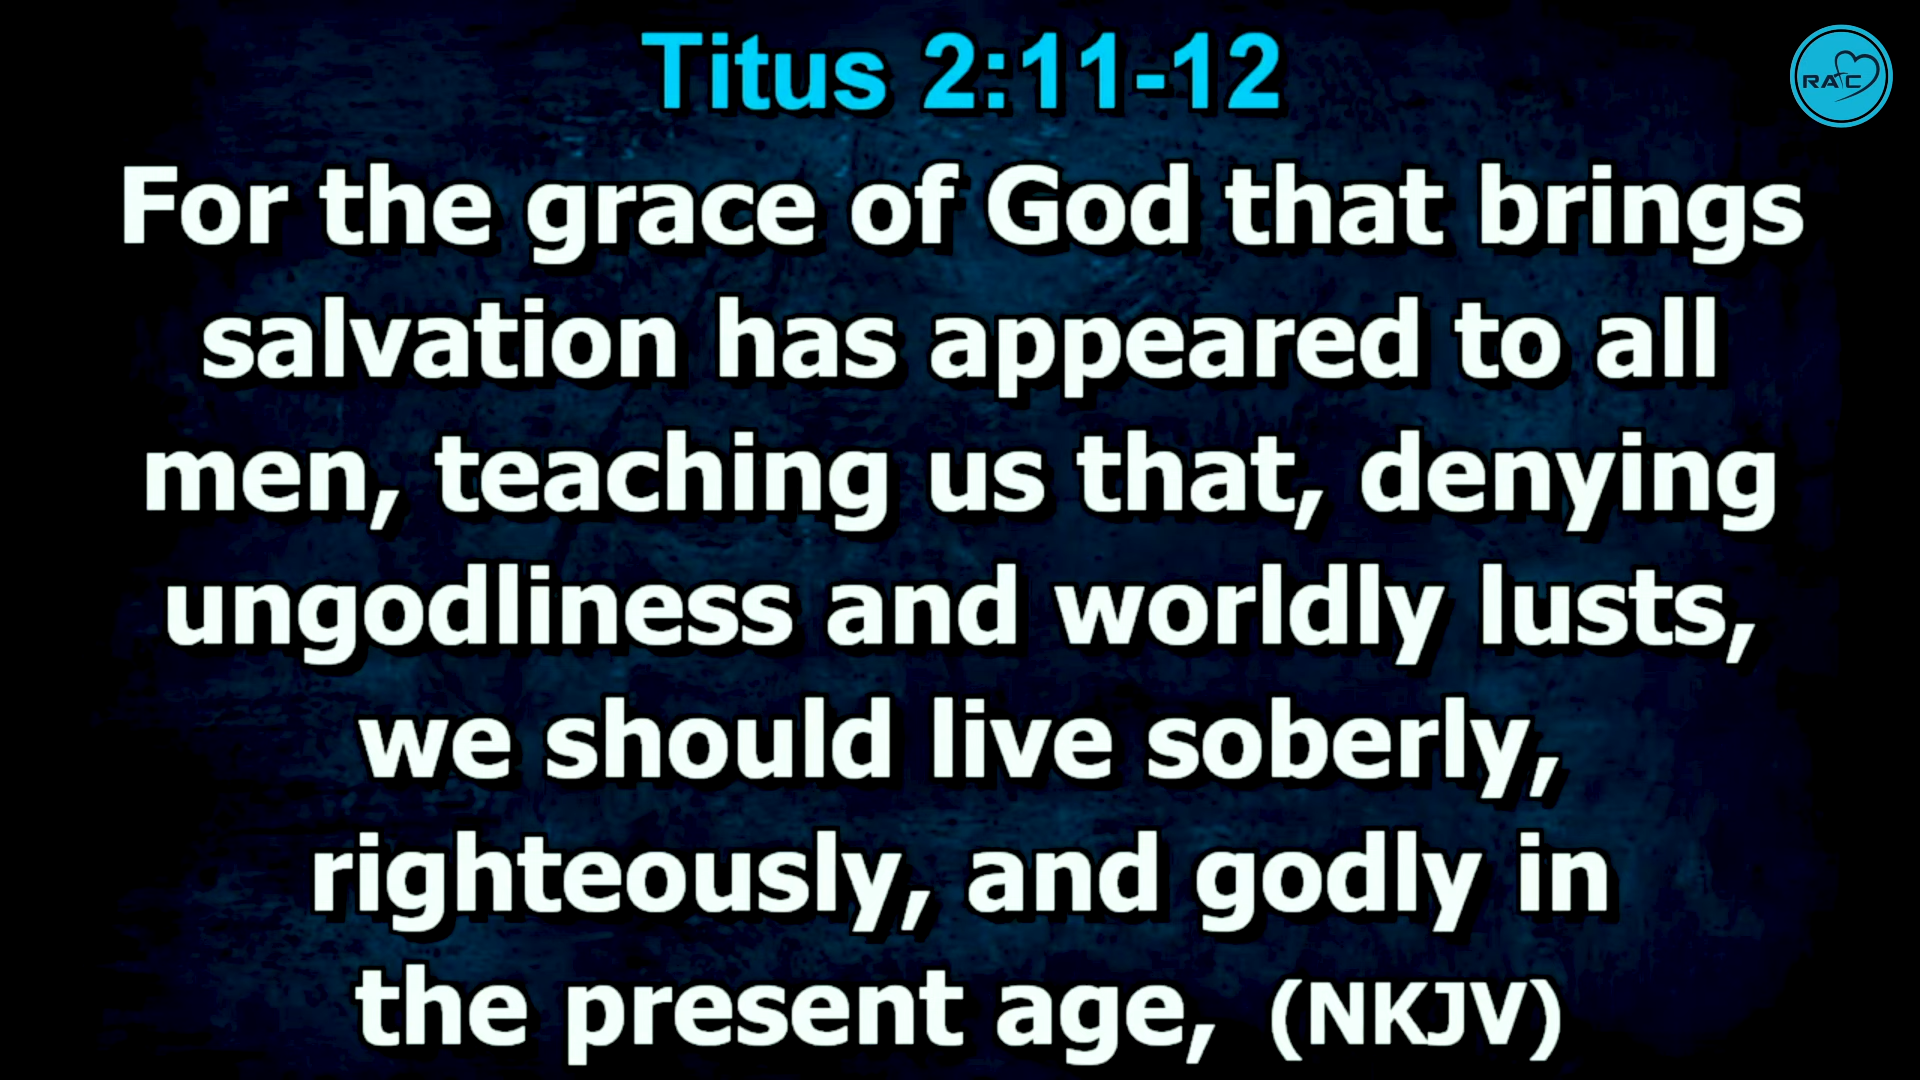 Titus 2:11-12
RAC
For the grace of God that brings
salvation has appeared to all
men, teaching us that, denying
ungodliness and worldly lusts,
we should live soberly,
righteously, and godly in
the present age, (NKJV)